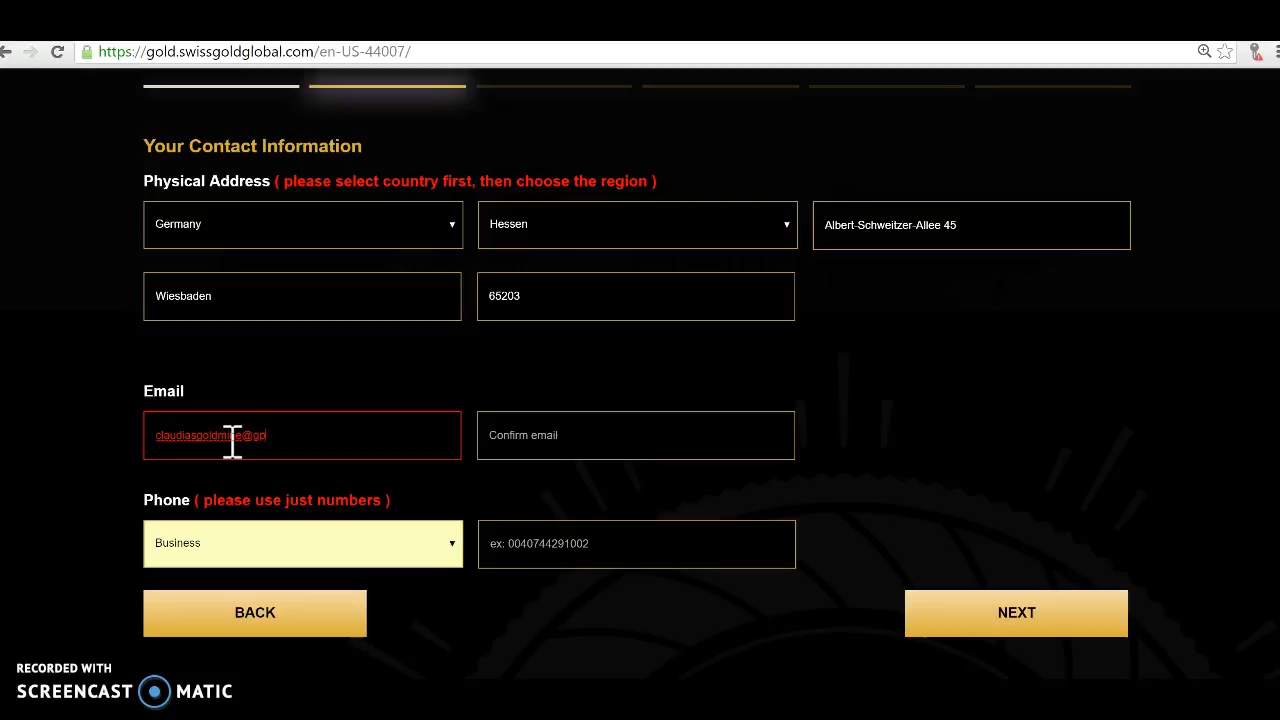 https://gold.swissgoldglobal.com/en-US-44007/
Your Contact Information
Physical Address ( please select country first, then choose the region )
Germany Hessen Albert-Schweitzer-Allee 45
Wiesbaden 65203
Email
claudiasgoldmine@gp Confirm email
Phone ( please use just numbers )
Business ex: 0040744291002
BACK NEXT
RECORDED WITH
SCREENCAST MATIC